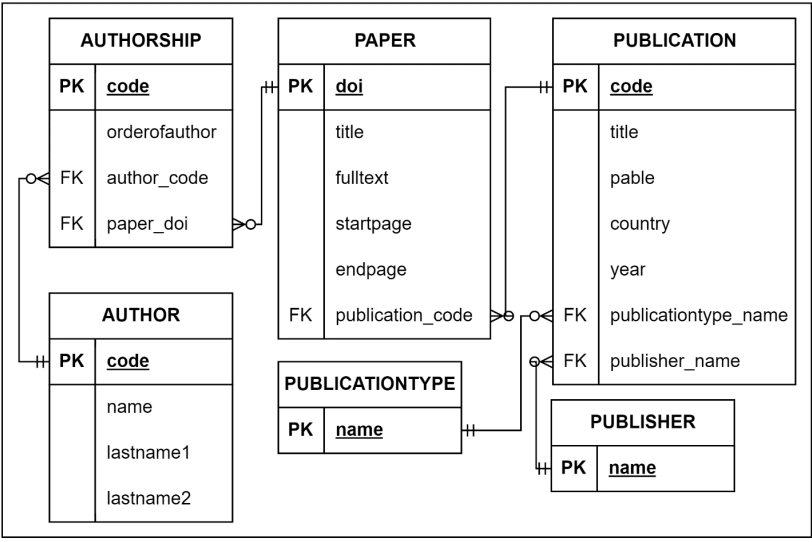 AUTHORSHIP
PK code
orderofauthor
FK author_code
FK paper_doi
PAPER
PK doi
title
fulltext
startpage
endpage
FK publication_code
PUBLICATION
PK code
title
pable
country
year
FK publicationtype_name
FK publisher_name
AUTHOR
PK code
name
lastname1
lastname2
PUBLICATIONTYPE
PK name
PUBLISHER
PK name